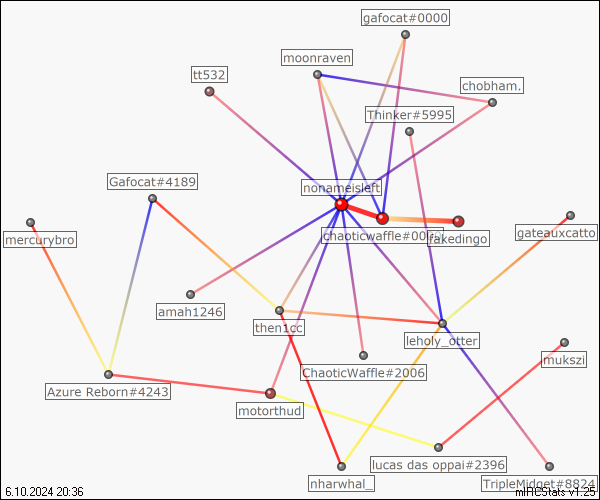 gafocat#0000
moonraven
tt532
chobham.
Thinker#5995
Gafocat#4189
nonameisleft
mercurybro
chaoticwaffle#00
fakedingo
gateauxcatto
amah1246
then1cc
leholy_otter
mukszi
ChaoticWaffle#2006
Azure Reborn#4243
motorthud
lucas das oppai#2396
nharwhal_
TripleMidget#8824
6.10.2024 20:36
mIRCStats v1.25